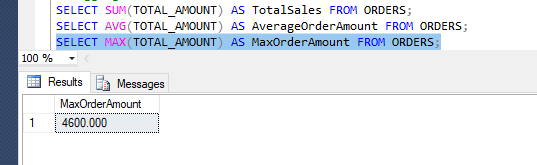 SELECT SUM(TOTAL_AMOUNT) AS TotalSales FROM ORDERS;
SELECT AVG(TOTAL_AMOUNT) AS AverageOrderAmount FROM ORDERS;
SELECT MAX(TOTAL_AMOUNT) AS MaxOrderAmount FROM ORDERS;
100 %
Results Messages
MaxOrderAmount
1 4600.000